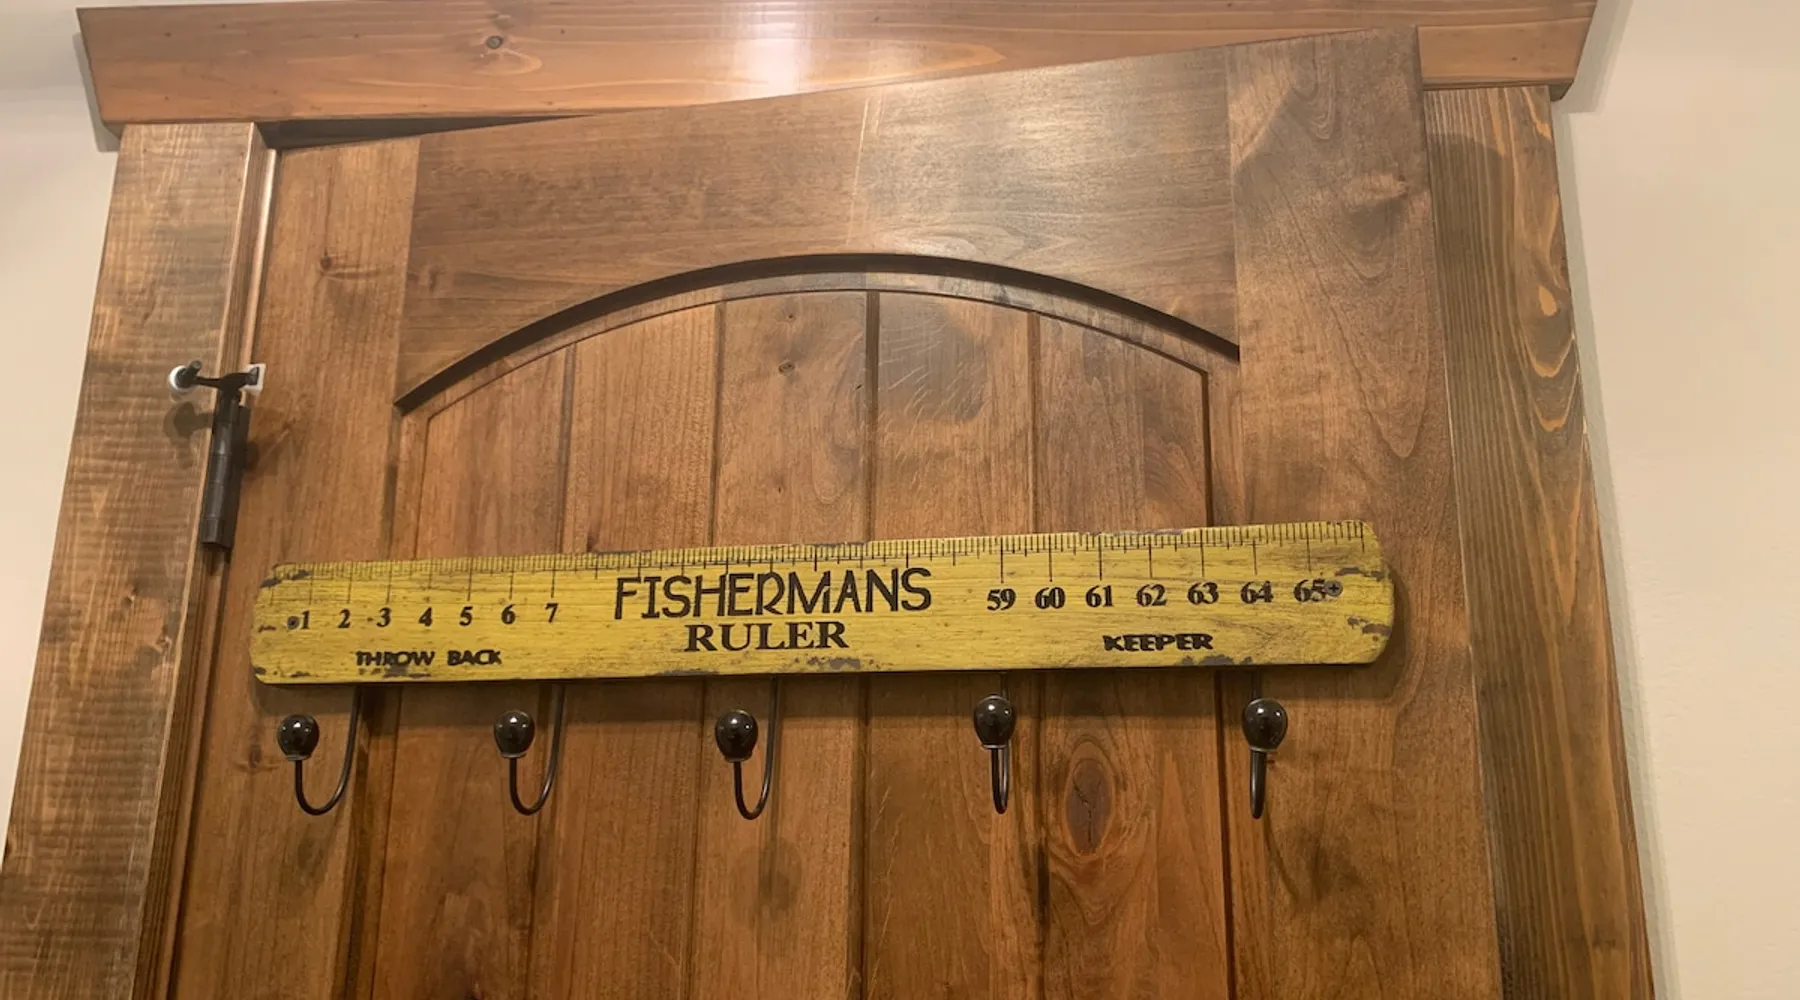 1 2 3 4 5 6 7 FISHERMANS 59 60 61 62 63 64 65+
RULER
THROW BACK KEEPER